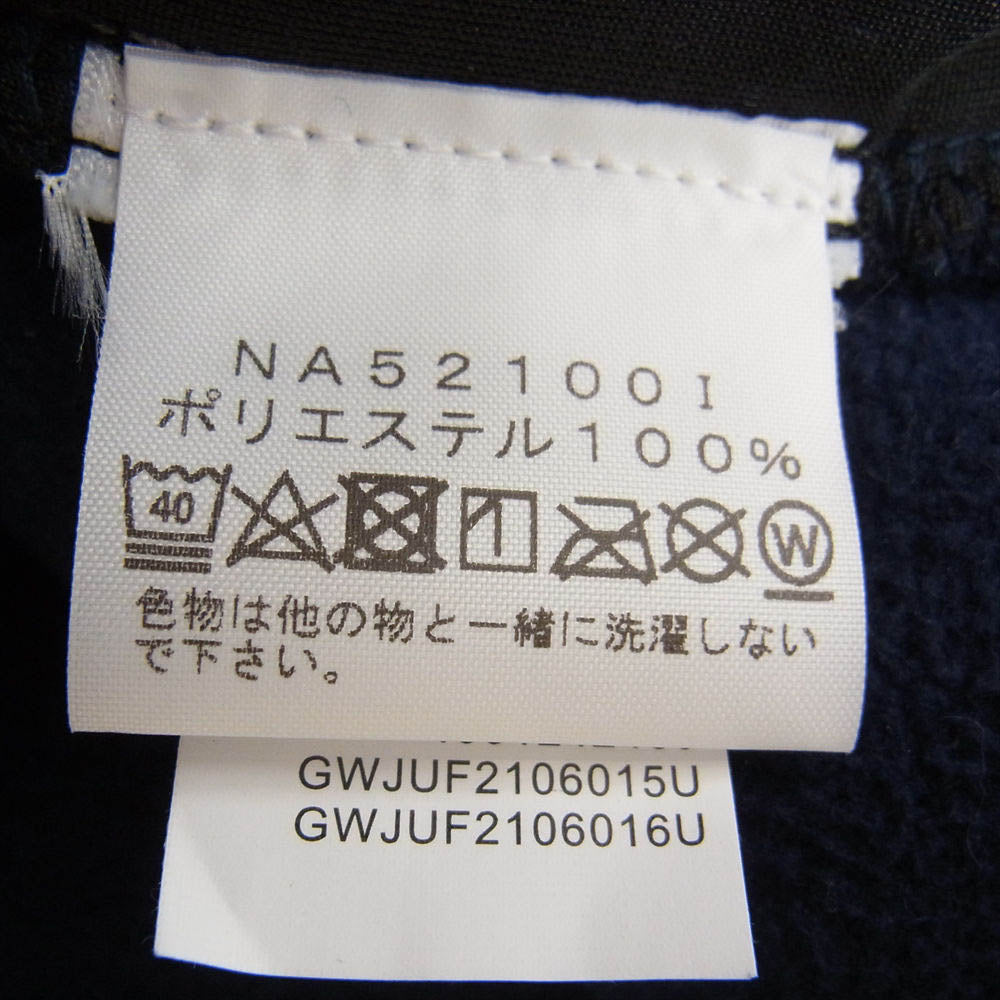 NA52100I
ポリエステル100%
40
W
色物は他の物と一緒に洗濯しない
で下さい。
GWJUF2106015U
GWJUF2106016U